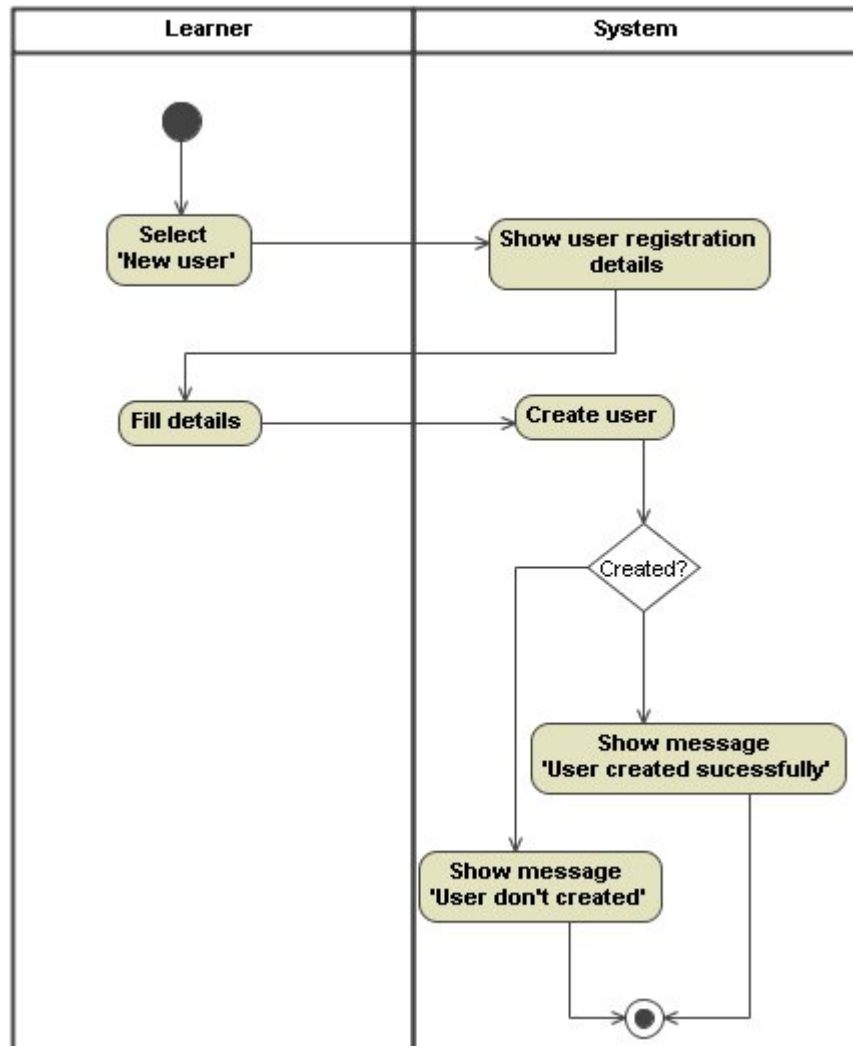 Learner
System
Select
'New user'
Show user registration
details
Fill details
Create user
Created?
Show message
'User created sucessfully'
Show message
'User don't created'